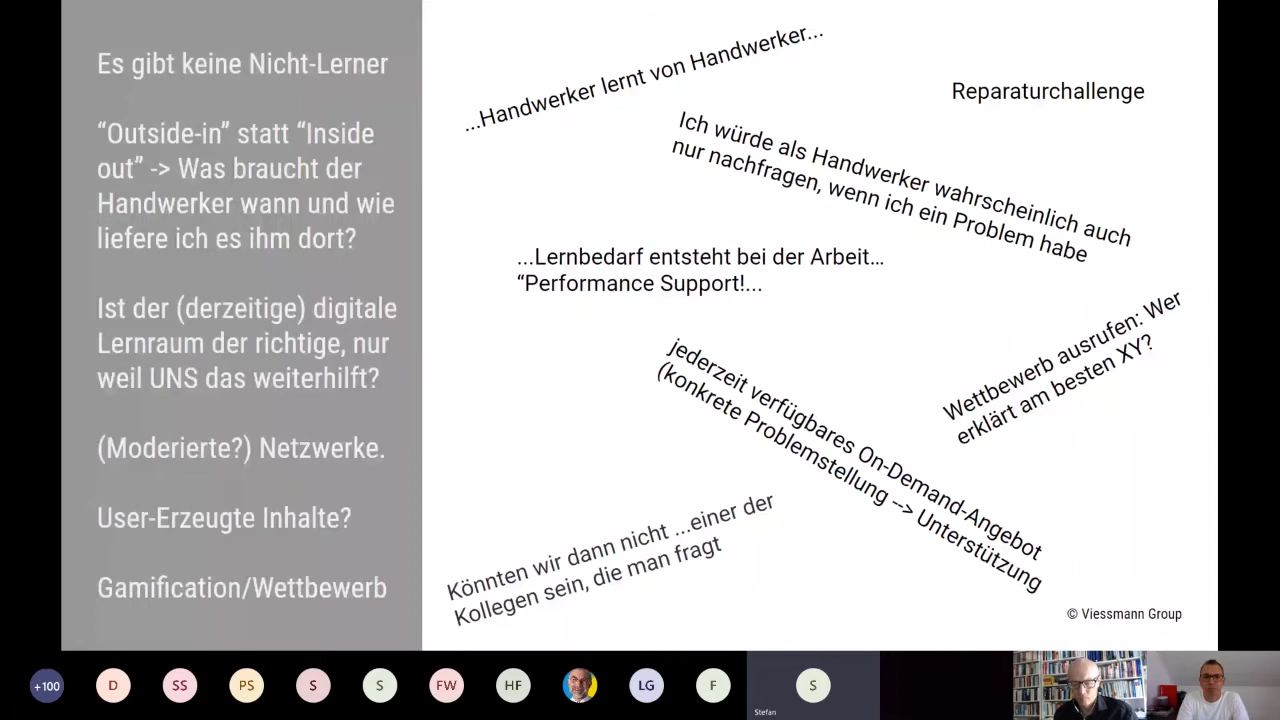 Es gibt keine Nicht-Lerner
“Outside-in” statt “Inside
out” -> Was braucht der
Handwerker wann und wie
liefere ich es ihm dort?
Ist der (derzeitige) digitale
Lernraum der richtige, nur
weil UNS das weiterhilft?
(Moderierte?) Netzwerke.
User-Erzeugte Inhalte?
Gamification/Wettbewerb
...Handwerker lernt von Handwerker...
Reparaturchallenge
Ich würde als Handwerker wahrscheinlich auch
nur nachfragen, wenn ich ein Problem habe
...Lernbedarf entsteht bei der Arbeit…
“Performance Support!...
Wettbewerb ausrufen: Wer
erklärt am besten XY?
jederzeit verfügbares On-Demand-Angebot
(konkrete Problemstellung --> Unterstützung
Könnten wir dann nicht ...einer der
Kollegen sein, die man fragt
© Viessmann Group
+100
D
SS
PS
S
S
FW
HF
LG
F
S
Stefan